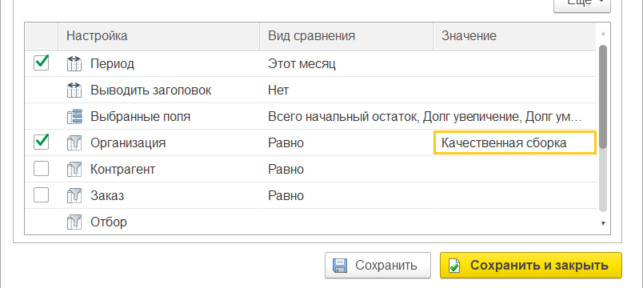 Еще
Настройка Вид сравнения Значение
Период Этот месяц
Выводить заголовок Нет
Выбранные поля Всего начальный остаток, Долг увеличение, Долг ум...
Организация Равно Качественная сборка
Контрагент Равно
Заказ Равно
Отбор
Сохранить Сохранить и закрыть